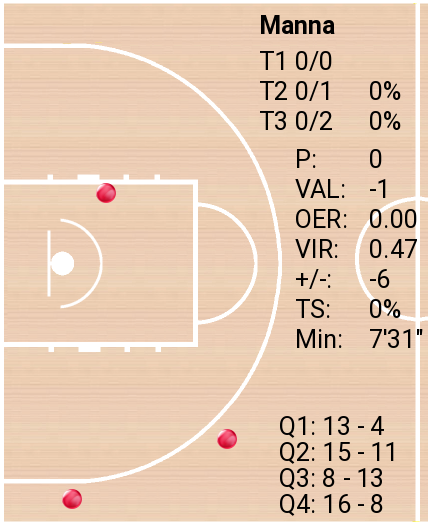 Manna
T1 0/0
T2 0/1 0%
T3 0/2 0%
P: 0
VAL: -1
OER: 0.00
VIR: 0.47
+/-: -6
TS: 0%
Min: 7'31"
Q1: 13 - 4
Q2: 15 - 11
Q3: 8 - 13
Q4: 16 - 8